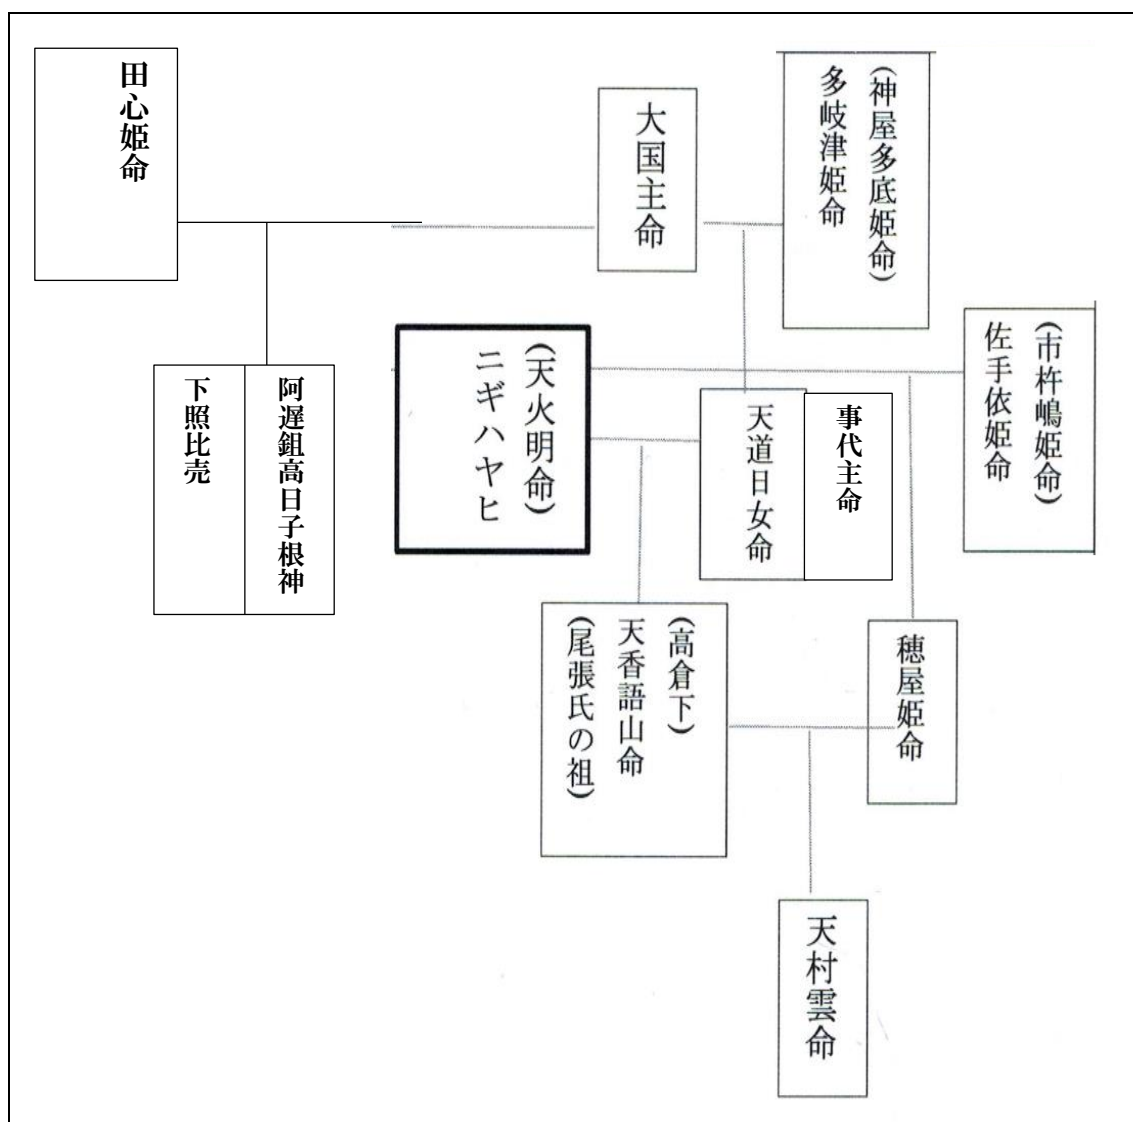 (神屋多底姫命)
多岐津姫命
大国主命
田心姫命
(市杵嶋姫命)
佐手依姫命
事代主命
天道日女命
(天火明命)
ニギハヤヒ
阿遅鉏高日子根神
下照比売
穂屋姫命
(高倉下)
天香語山命
(尾張氏の祖)
天村雲命